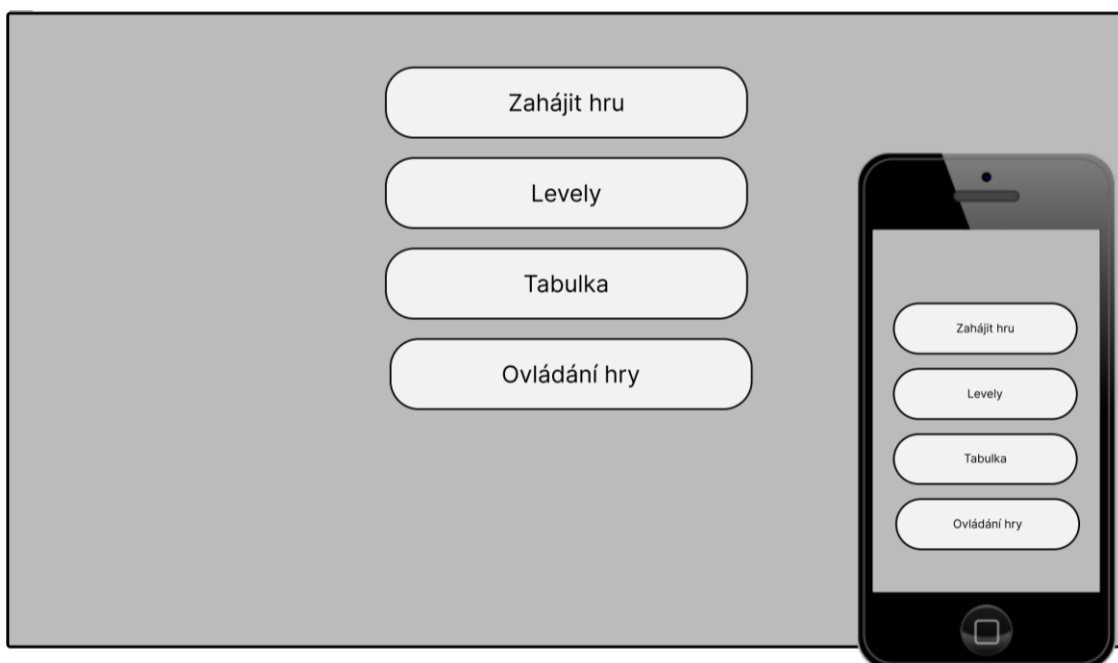 Zahájit hru
Levely
Tabulka
Ovládání hry
Zahájit hru
Levely
Tabulka
Ovládání hry